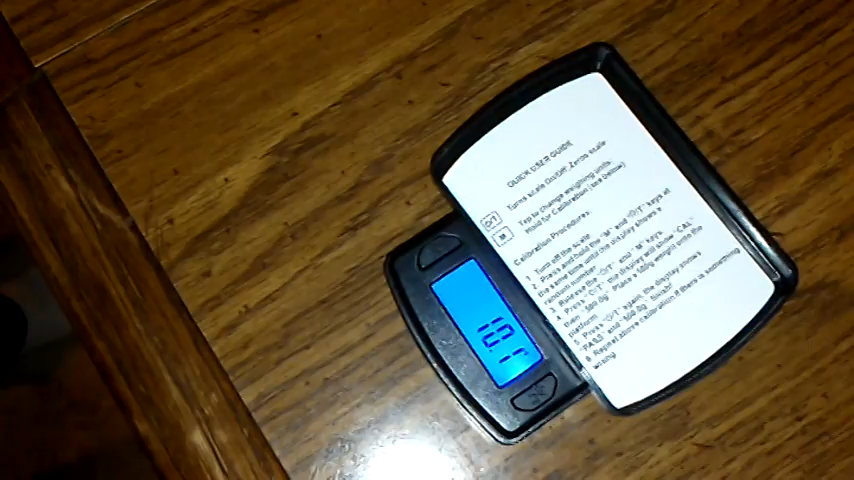 QUICK USER GUIDE
O/T Turns scale On/Off; Zeros scale
M Tap to change weighing units
Hold for Calibration (see below)
Calibration Procedures:
1. Turn off the scale
2. Press and hold the "M" and "O/T" keys at
the same time until the display shows a
random number
3. Release the "O/T" and "M" keys
4. Press "O/T", the display will show "CAL"
then "500.0g". Place a 500g weight onto the
platform
5. Press "O/T" again, the display shows
"PASS" and "500.0g". finish!
6. Repeat above calibration if there is something
wrong